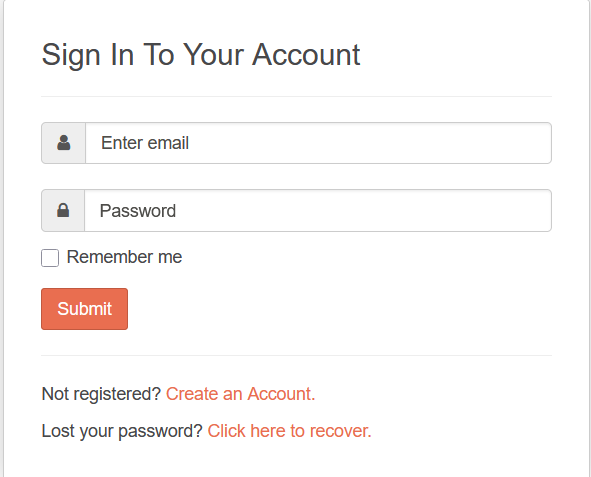 Sign In To Your Account
Enter email
Password
Remember me
Submit
Not registered? Create an Account.
Lost your password? Click here to recover.